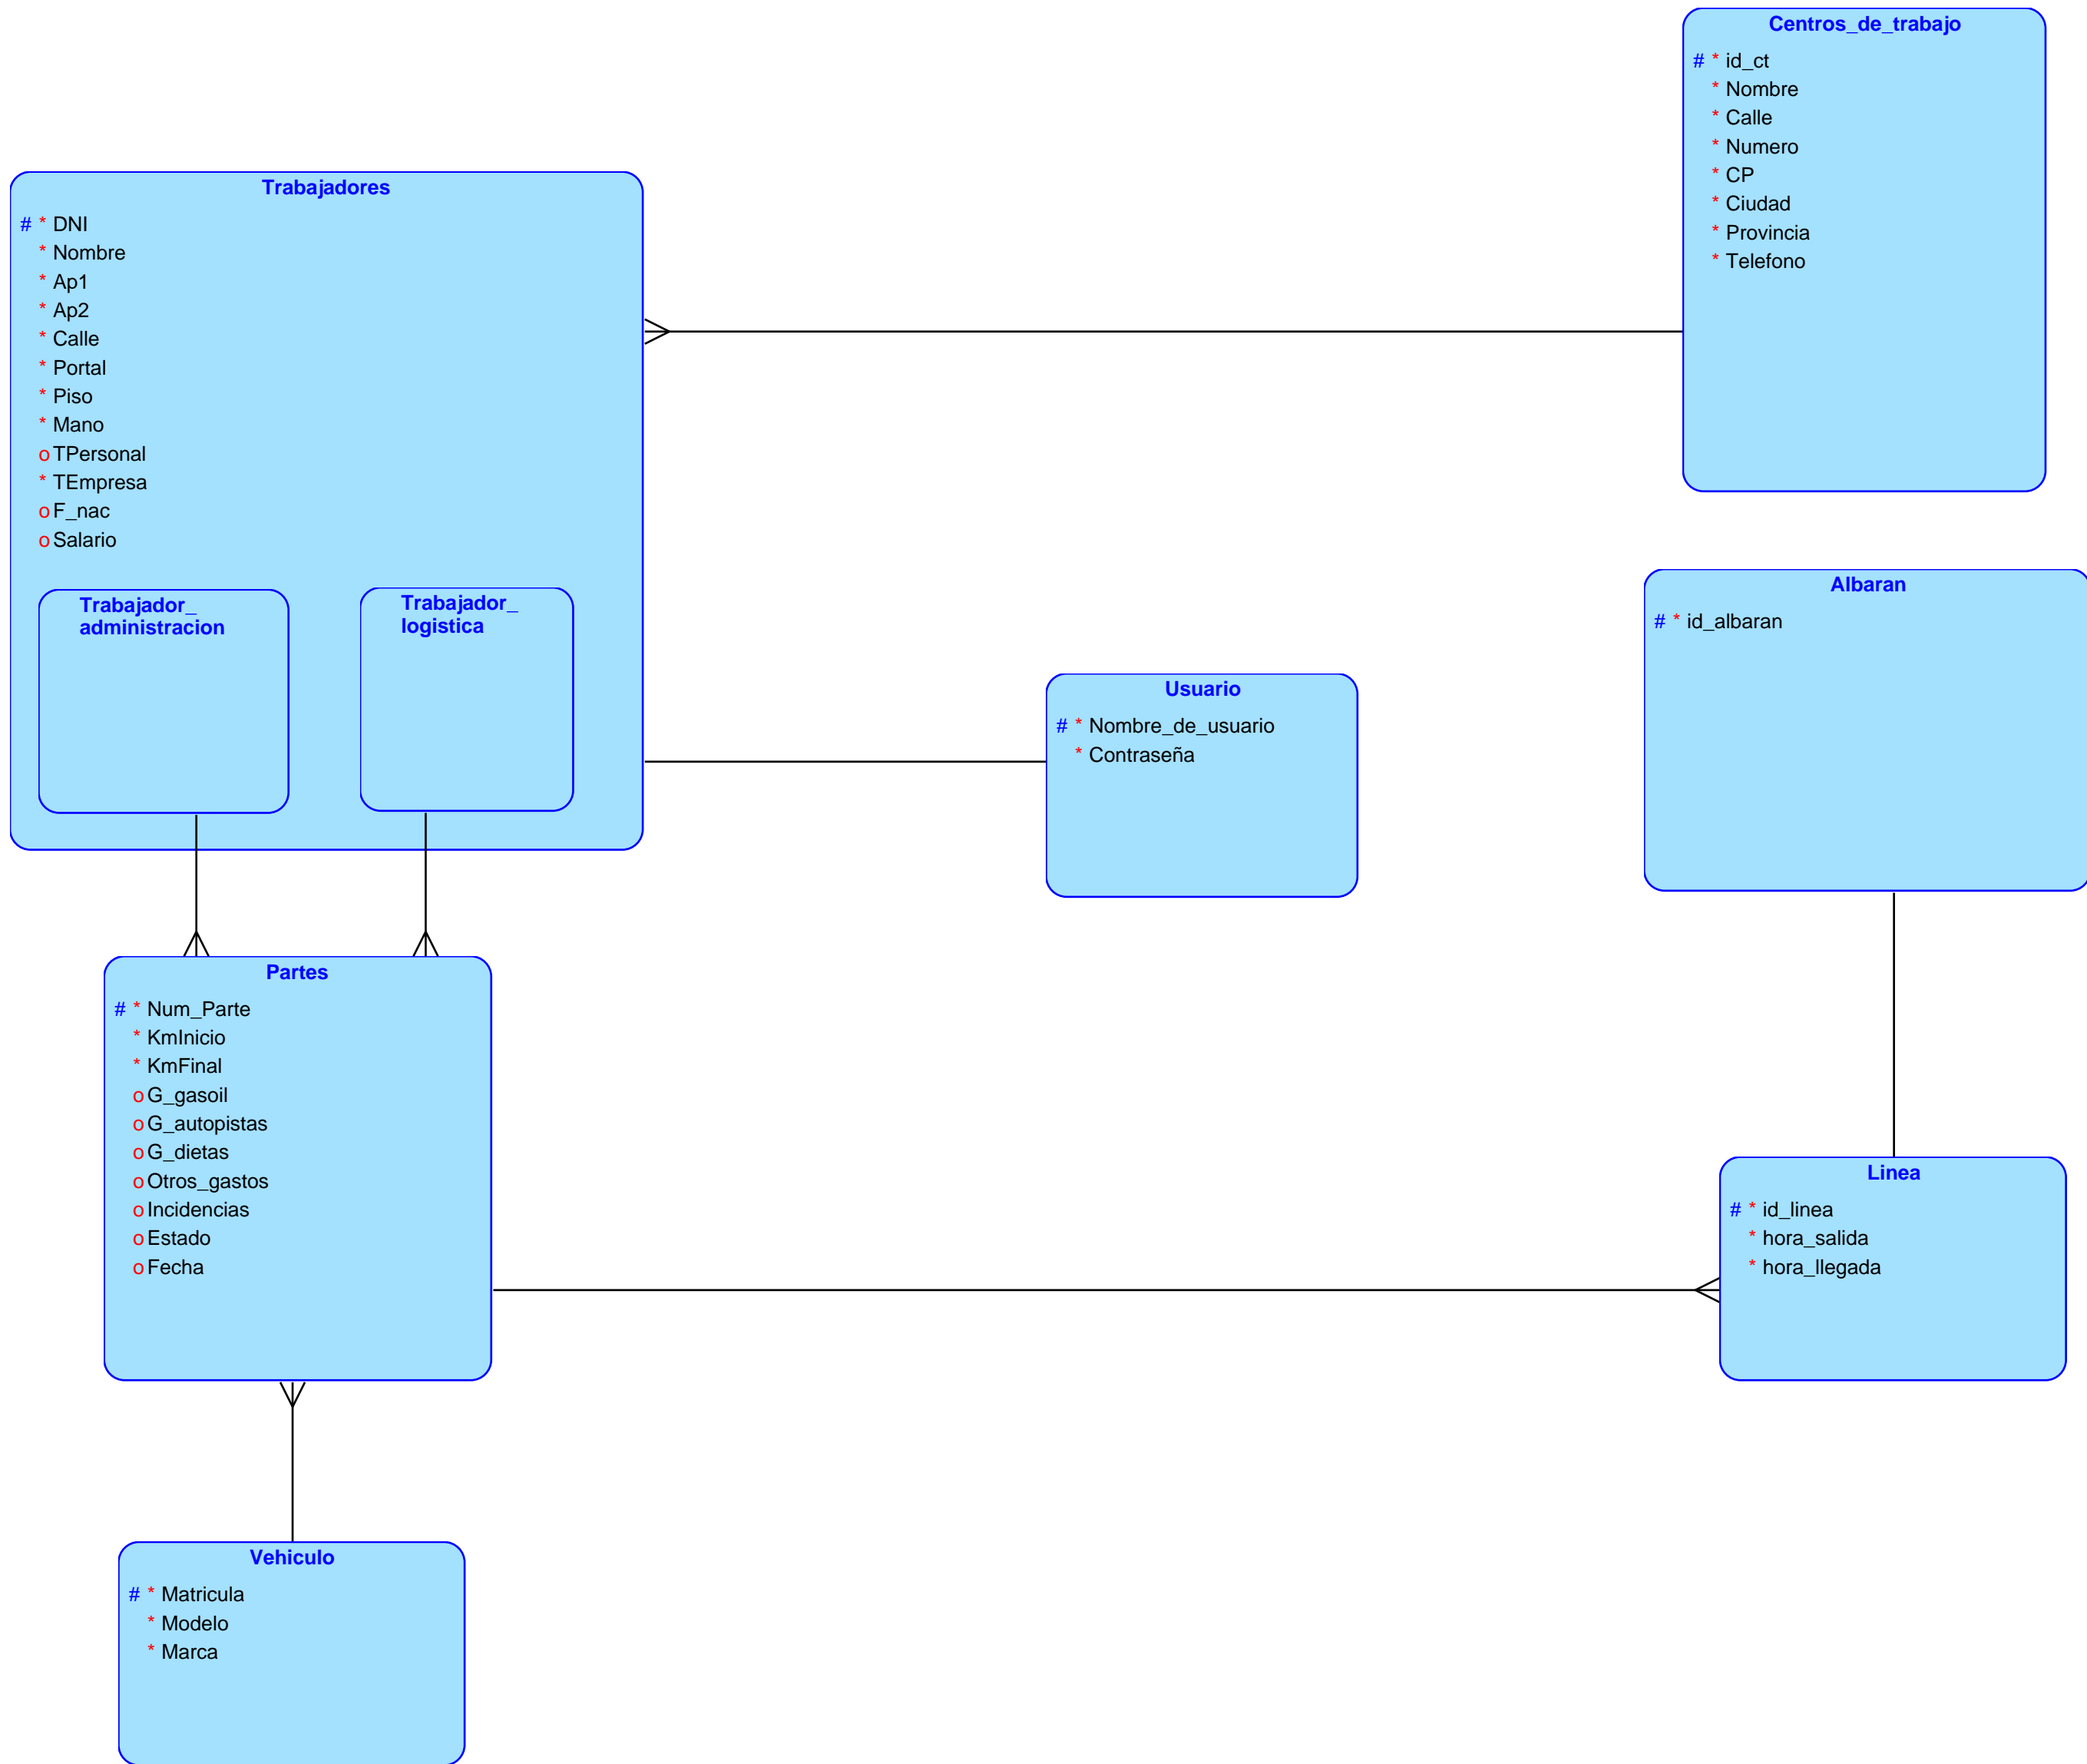 Centros_de_trabajo
# * id_ct
* Nombre
* Calle
* Numero
* CP
* Ciudad
* Provincia
* Telefono
Trabajadores
# * DNI
* Nombre
* Ap1
* Ap2
* Calle
* Portal
* Piso
* Mano
o TPersonal
* TEmpresa
o F_nac
o Salario
Trabajador_
administracion
Trabajador_
logistica
Usuario
# * Nombre_de_usuario
* Contraseña
Albaran
# * id_albaran
Partes
# * Num_Parte
* KmInicio
* KmFinal
o G_gasoil
o G_autopistas
o G_dietas
o Otros_gastos
o Incidencias
o Estado
o Fecha
Linea
# * id_linea
* hora_salida
* hora_llegada
Vehiculo
# * Matricula
* Modelo
* Marca